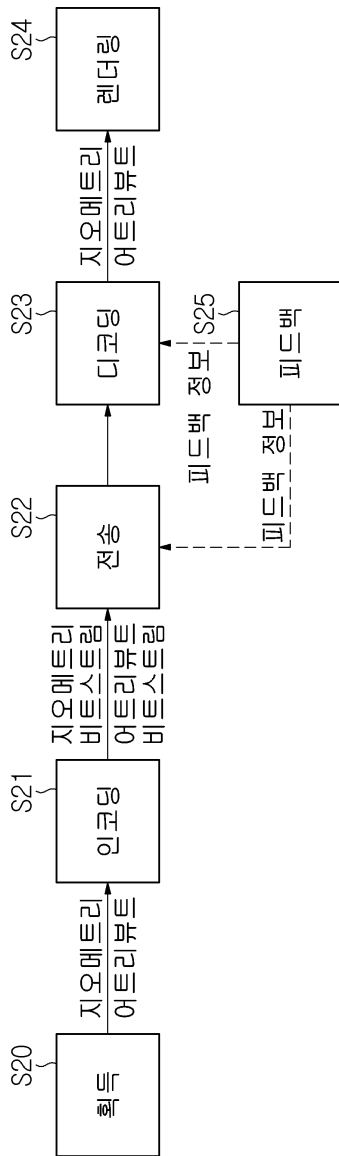 S20
획득
지오메트리
어트리뷰트
S21
인코딩
지오메트리
비트스트림
어트리뷰트
비트스트림
S22
전송
S23
디코딩
지오메트리
어트리뷰트
S24
렌더링
피드백 정보
피드백 정보
S25
피드백